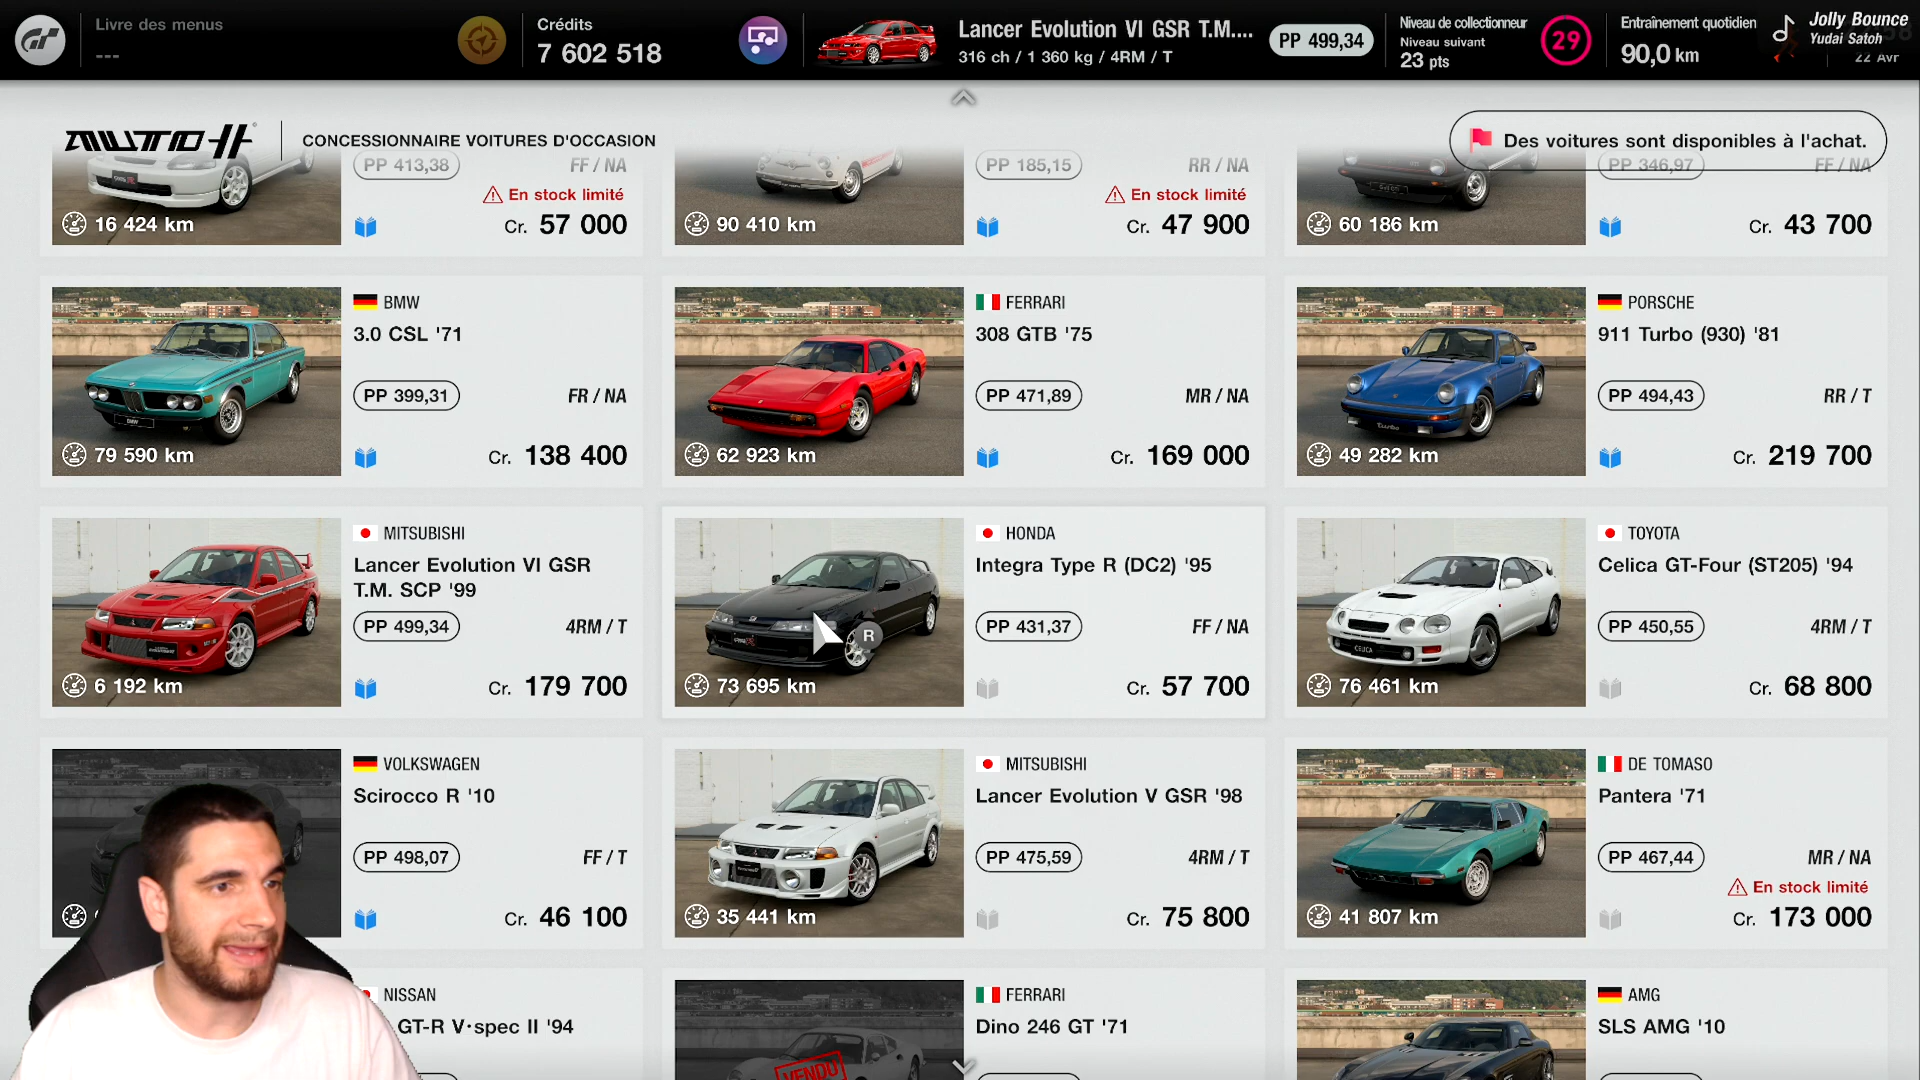 Livre des menus
---
Crédits
7 602 518
Lancer Evolution VI GSR T.M....
316 ch / 1 360 kg / 4RM / T
PP 499,34
Niveau de collectionneur
Niveau suivant
23 pts
29
Entraînement quotidien
90,0 km
Jolly Bounce
Yudai Satoh
22 Avr
AUTO
CONCESSIONNAIRE VOITURES D'OCCASION
Des voitures sont disponibles à l'achat.
PP 413,38
FF / NA
En stock limité
16 424 km
Cr. 57 000
PP 185,15
RR / NA
En stock limité
90 410 km
Cr. 47 900
PP 346,97
FF / NA
60 186 km
Cr. 43 700
BMW
3.0 CSL '71
PP 399,31
FR / NA
79 590 km
Cr. 138 400
FERRARI
308 GTB '75
PP 471,89
MR / NA
62 923 km
Cr. 169 000
PORSCHE
911 Turbo (930) '81
PP 494,43
RR / T
Turbo
49 282 km
Cr. 219 700
MITSUBISHI
Lancer Evolution VI GSR
T.M. SCP '99
PP 499,34
4RM / T
6 192 km
Cr. 179 700
HONDA
Integra Type R (DC2) '95
PP 431,37
FF / NA
R
73 695 km
Cr. 57 700
TOYOTA
Celica GT-Four (ST205) '94
PP 450,55
4RM / T
CELICA
76 461 km
Cr. 68 800
VOLKSWAGEN
Scirocco R '10
PP 498,07
FF / T
Cr. 46 100
MITSUBISHI
Lancer Evolution V GSR '98
PP 475,59
4RM / T
35 441 km
Cr. 75 800
DE TOMASO
Pantera '71
PP 467,44
MR / NA
En stock limité
41 807 km
Cr. 173 000
NISSAN
GT-R V·spec II '94
FERRARI
Dino 246 GT '71
VENDU
AMG
SLS AMG '10